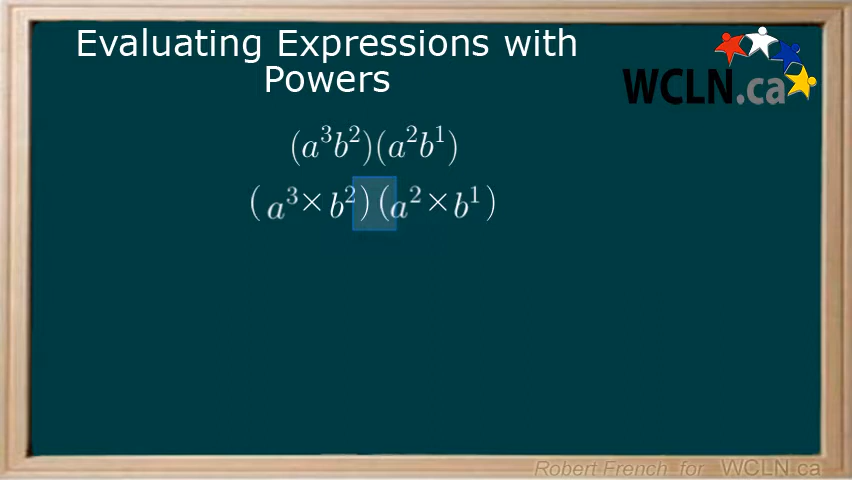 Evaluating Expressions with
Powers
WCLN.ca
(a³b²)(a²b¹)
(a³ × b²)(a² × b¹)
Robert French for WCLN.ca